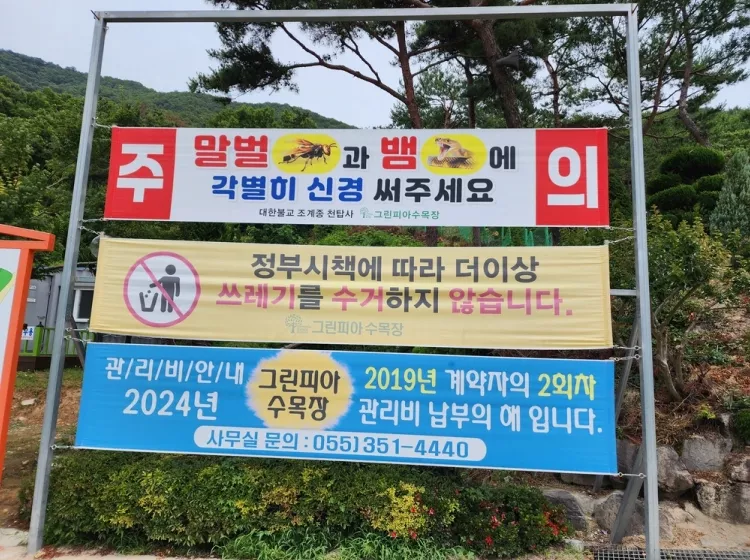 주 말벌 과 뱀 에 의
각별히 신경 써주세요
대한불교 조계종 천탑사 그린피아수목장
정부시책에 따라 더이상
쓰레기를 수거하지 않습니다.
그린피아수목장
관/리/비/안/내
2024년
그린피아
수목장
2019년 계약자의 2회차
관리비 납부의 해 입니다.
사무실 문의 : 055)351-4440